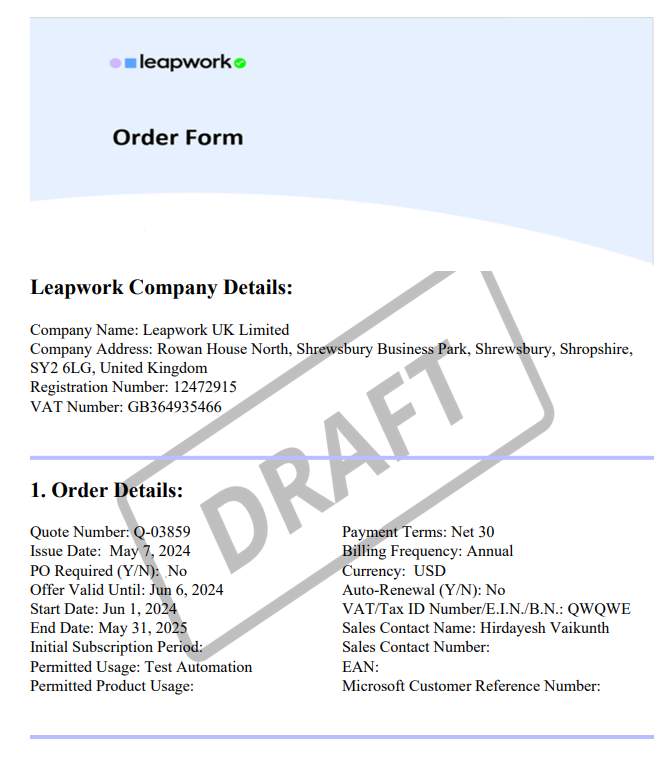 leapwork
Order Form
Leapwork Company Details:
Company Name: Leapwork UK Limited
Company Address: Rowan House North, Shrewsbury Business Park, Shrewsbury, Shropshire,
SY2 6LG, United Kingdom
Registration Number: 12472915
VAT Number: GB364935466
DRAFT
1. Order Details:
Quote Number: Q-03859
Issue Date: May 7, 2024
PO Required (Y/N): No
Offer Valid Until: Jun 6, 2024
Start Date: Jun 1, 2024
End Date: May 31, 2025
Initial Subscription Period:
Permitted Usage: Test Automation
Permitted Product Usage:
Payment Terms: Net 30
Billing Frequency: Annual
Currency: USD
Auto-Renewal (Y/N): No
VAT/Tax ID Number/E.I.N./B.N.: QWQWE
Sales Contact Name: Hirdayesh Vaikunth
Sales Contact Number:
EAN:
Microsoft Customer Reference Number: